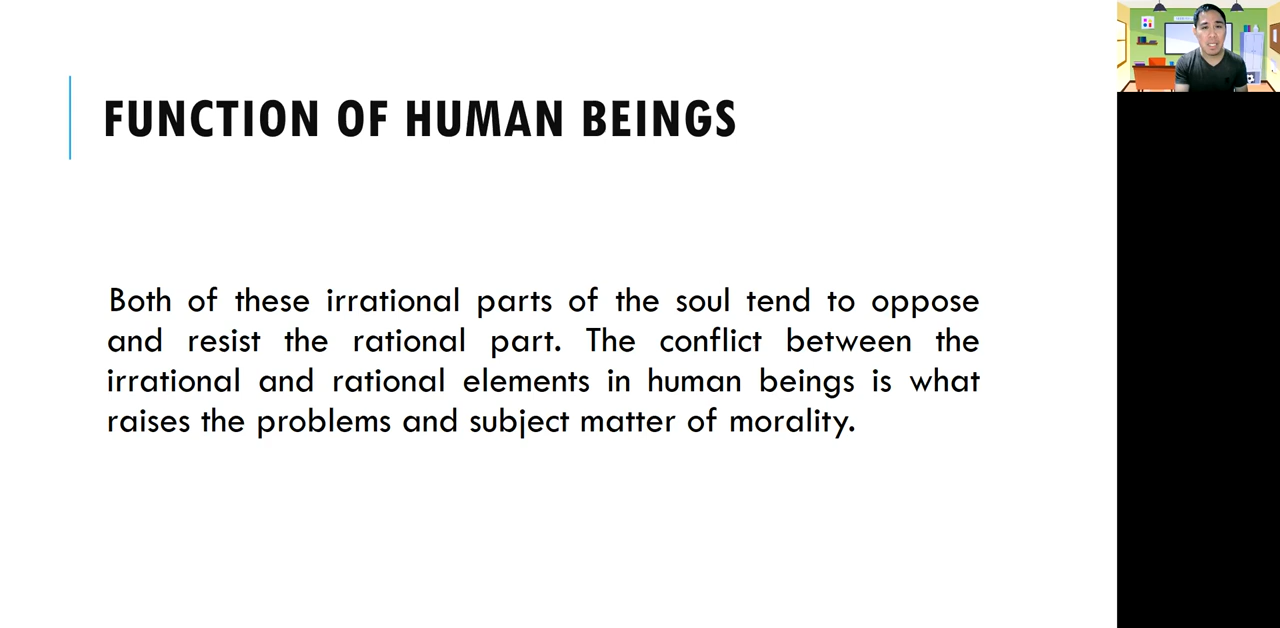 FUNCTION OF HUMAN BEINGS
Both of these irrational parts of the soul tend to oppose
and resist the rational part. The conflict between the
irrational and rational elements in human beings is what
raises the problems and subject matter of morality.